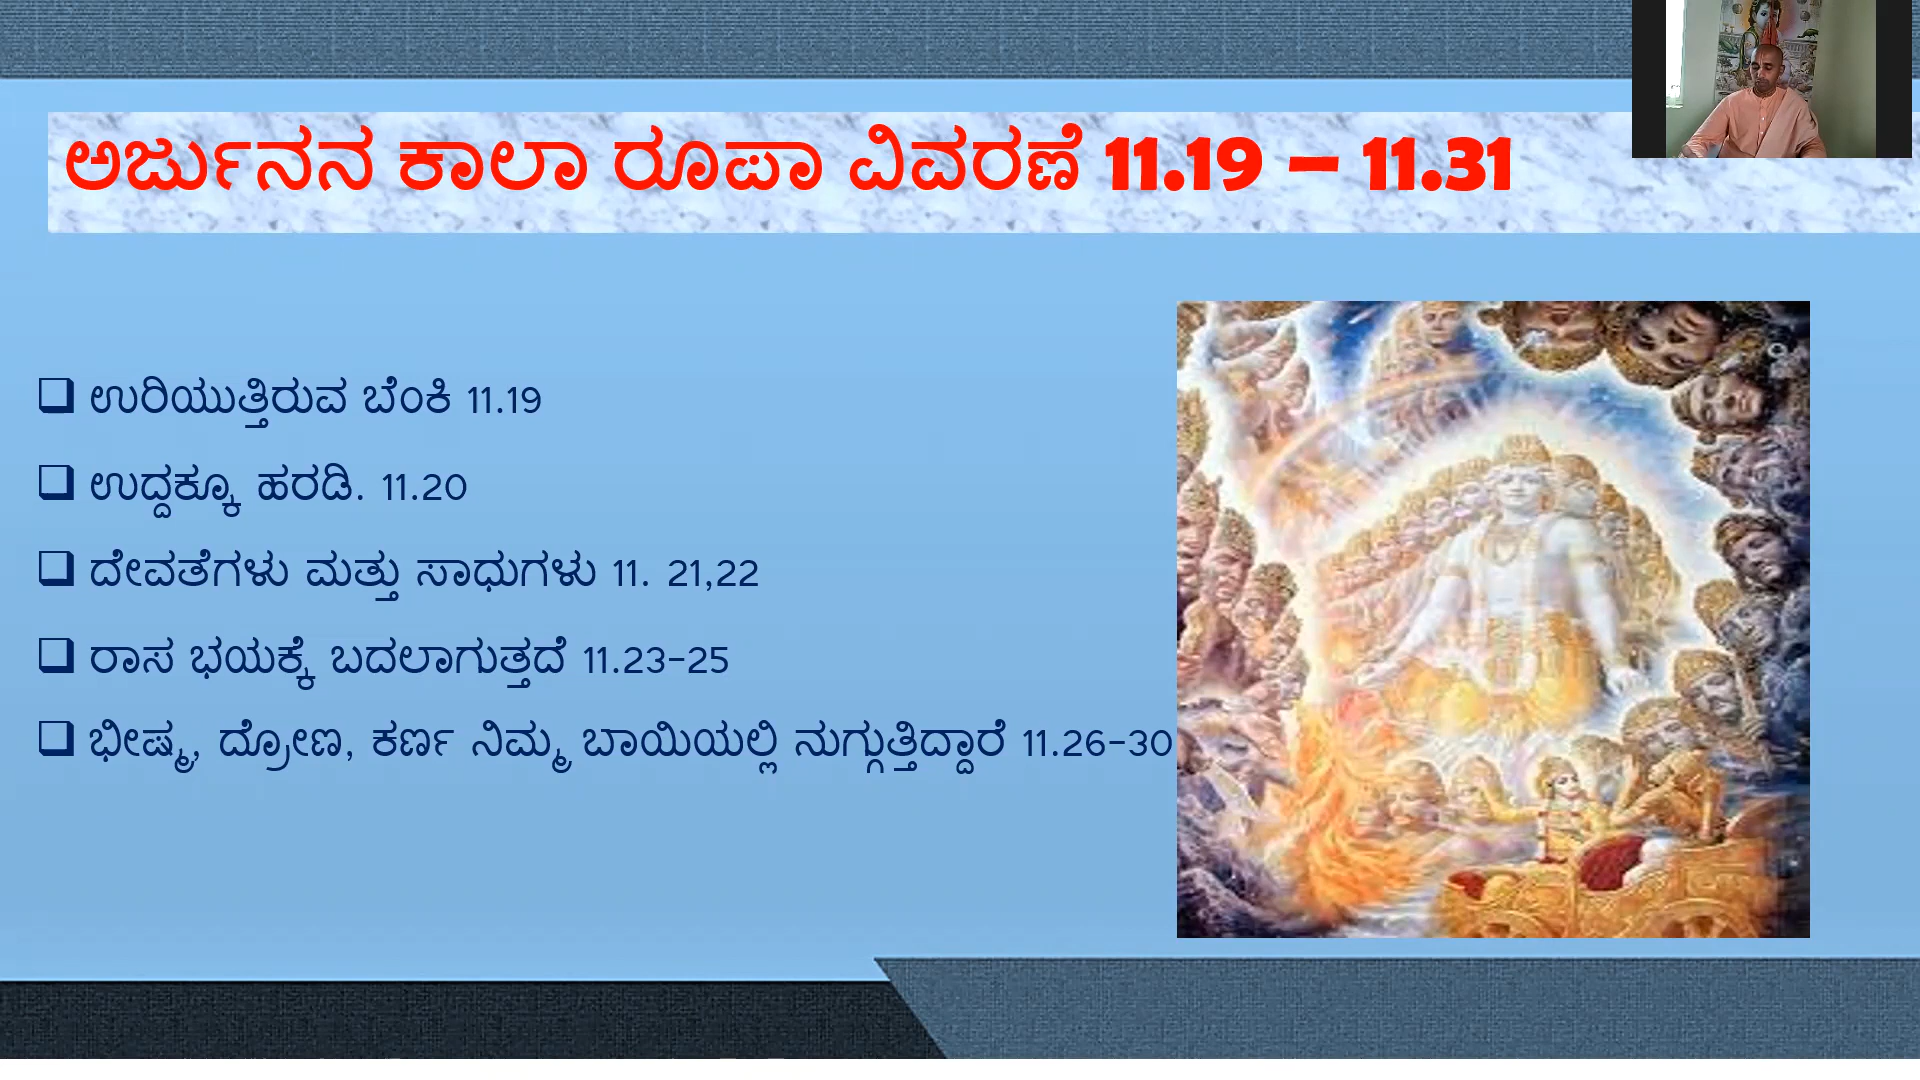 ಅರ್ಜುನನ ಕಾಲಾ ರೂಪಾ ವಿವರಣೆ 11.19 – 11.31
ಉರಿಯುತ್ತಿರುವ ಬೆಂಕಿ 11.19
ಉದ್ದಕ್ಕೂ ಹರಡಿ. 11.20
ದೇವತೆಗಳು ಮತ್ತು ಸಾಧುಗಳು 11. 21,22
ರಾಸ ಭಯಕ್ಕೆ ಬದಲಾಗುತ್ತದೆ 11.23-25
ಭೀಷ್ಮ, ದ್ರೋಣ, ಕರ್ಣ ನಿಮ್ಮ ಬಾಯಿಯಲ್ಲಿ ನುಗ್ಗುತ್ತಿದ್ದಾರೆ 11.26-30